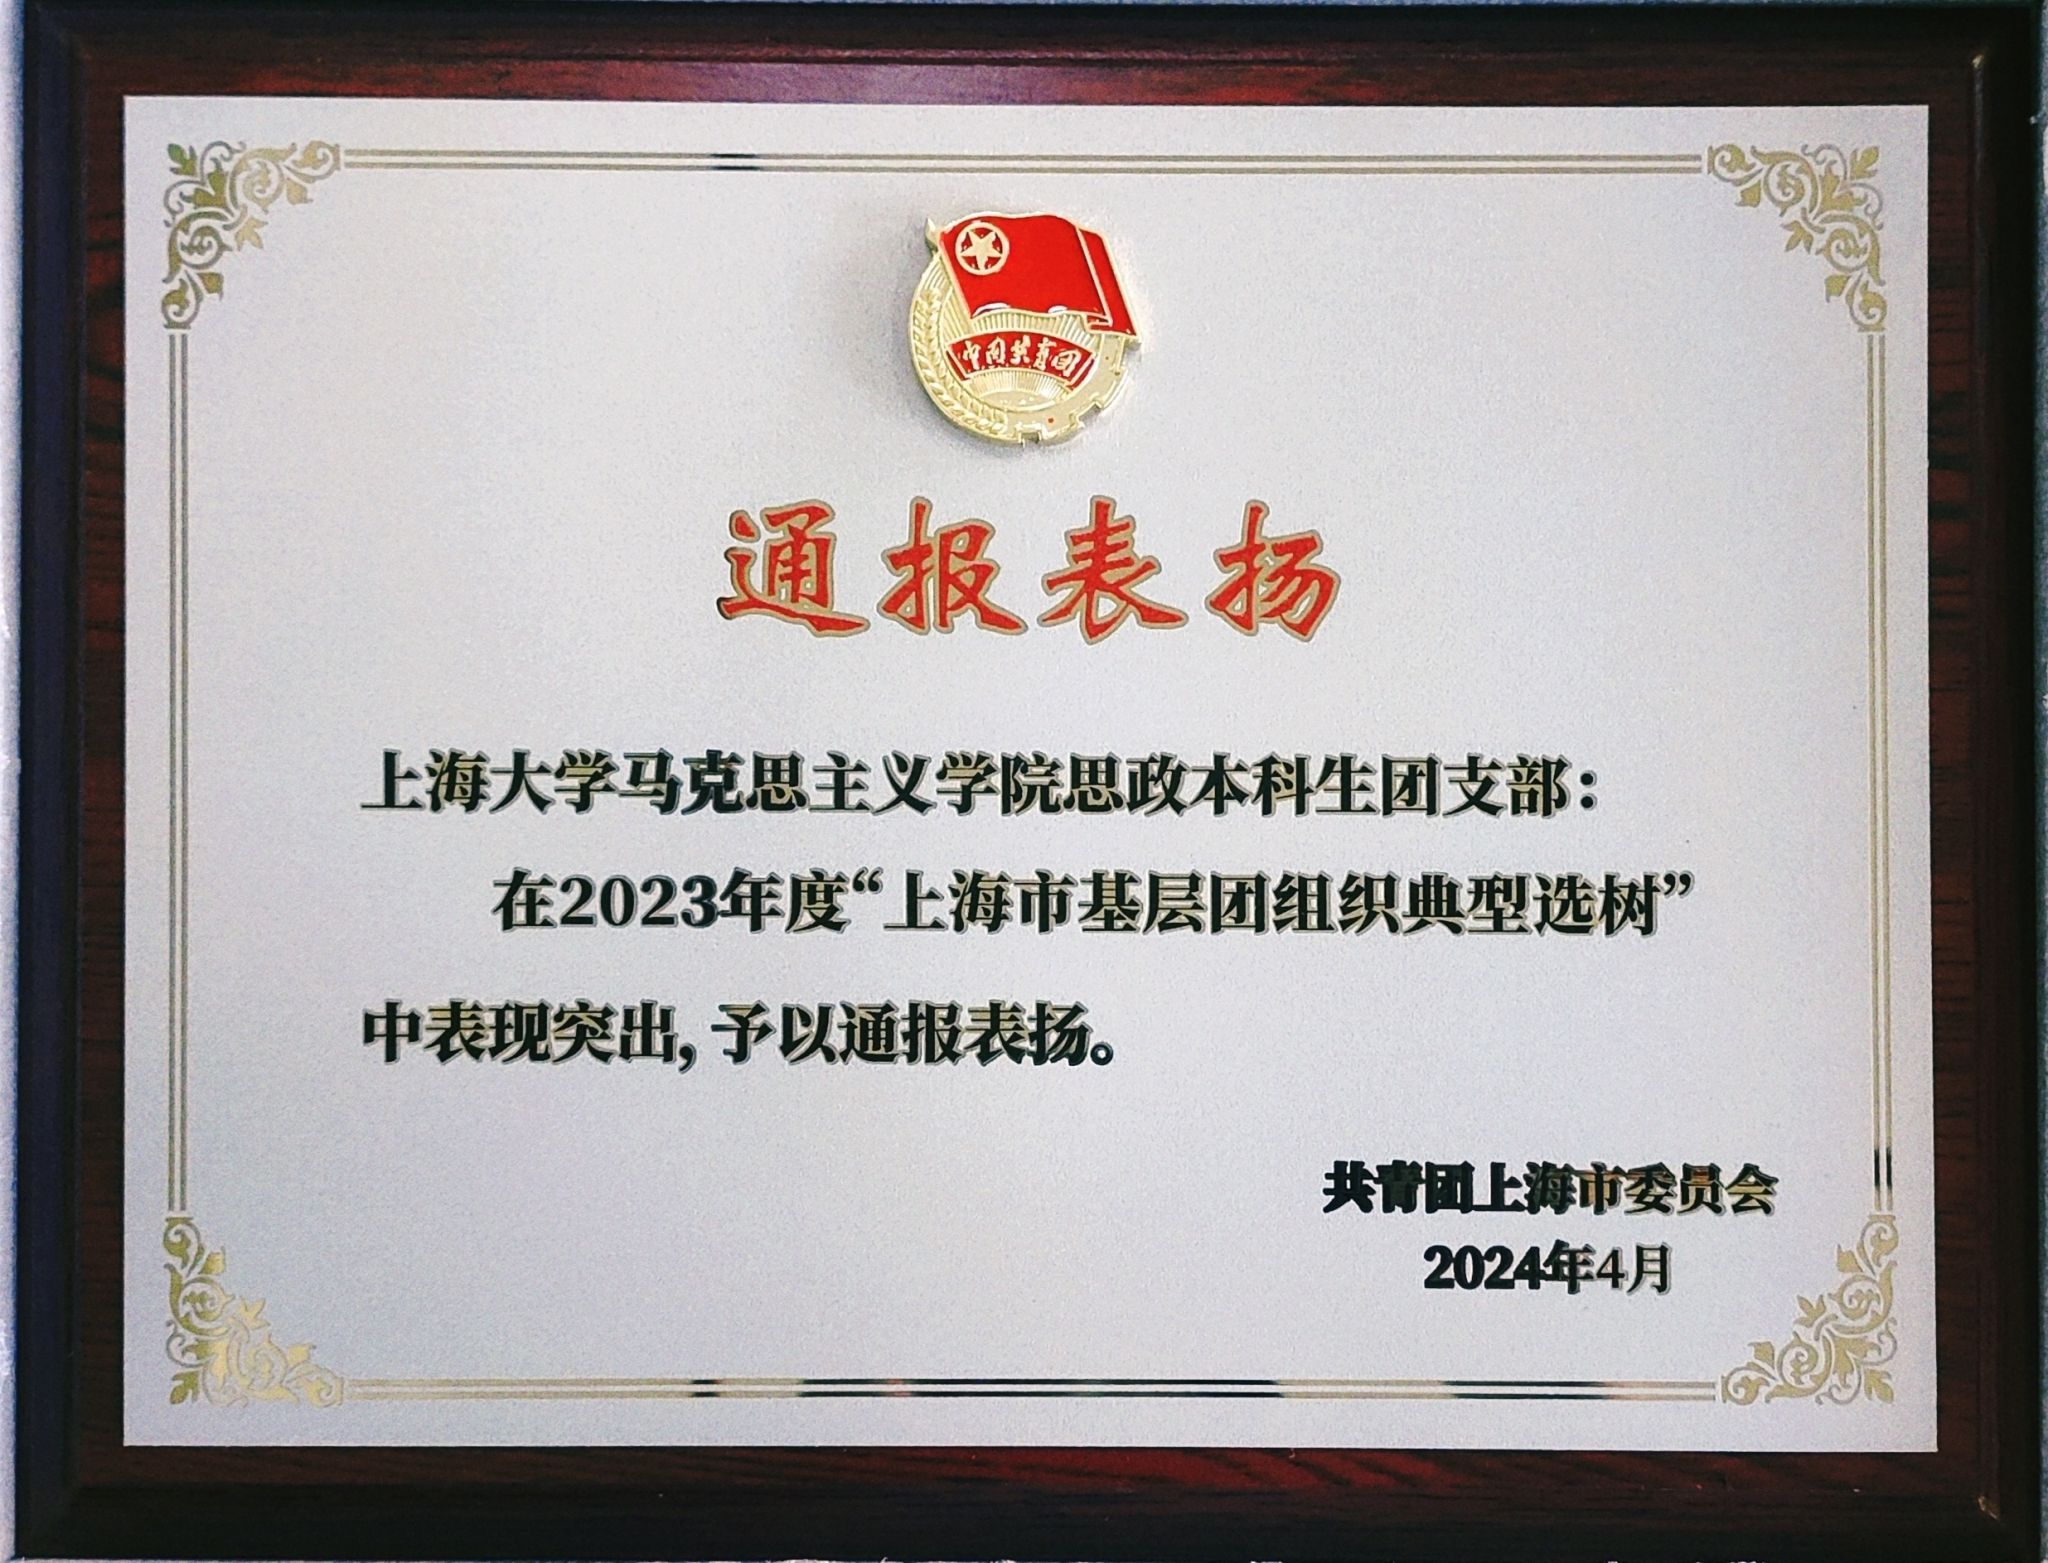 中国共青团
通报表扬
上海大学马克思主义学院思政本科生团支部：
在2023年度“上海市基层团组织典型选树”
中表现突出，予以通报表扬。
共青团上海市委员会
2024年4月